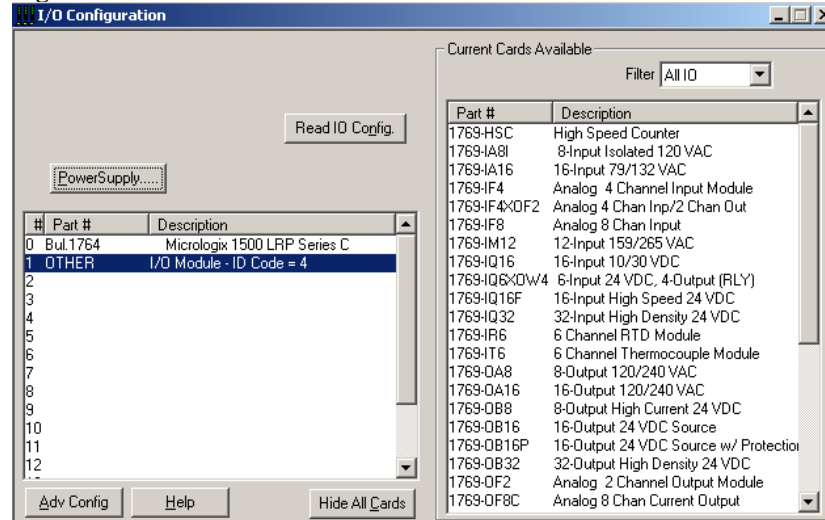 I/O Configuration
Current Cards Available
Filter All IO
Read IO Config.
PowerSupply.....
# Part # Description
0 Bul.1764 Micrologix 1500 LRP Series C
1 OTHER I/O Module - ID Code = 4
2
3
4
5
6
7
8
9
10
11
12
Adv Config Help Hide All Cards
Part # Description
1769-HSC High Speed Counter
1769-IA8I 8-Input Isolated 120 VAC
1769-IA16 16-Input 79/132 VAC
1769-IF4 Analog 4 Channel Input Module
1769-IF4XOF2 Analog 4 Chan Inp/2 Chan Out
1769-IF8 Analog 8 Chan Input
1769-IM12 12-Input 159/265 VAC
1769-IQ16 16-Input 10/30 VDC
1769-IQ6XOW4 6-Input 24 VDC, 4-Output (RLY)
1769-IQ16F 16-Input High Speed 24 VDC
1769-IQ32 32-Input High Density 24 VDC
1769-IR6 6 Channel RTD Module
1769-IT6 6 Channel Thermocouple Module
1769-OA8 8-Output 120/240 VAC
1769-OA16 16-Output 120/240 VAC
1769-OB8 8-Output High Current 24 VDC
1769-OB16 16-Output 24 VDC Source
1769-OB16P 16-Output 24 VDC Source w/ Protection
1769-OB32 32-Output High Density 24 VDC
1769-OF2 Analog 2 Channel Output Module
1769-OF8C Analog 8 Chan Current Output